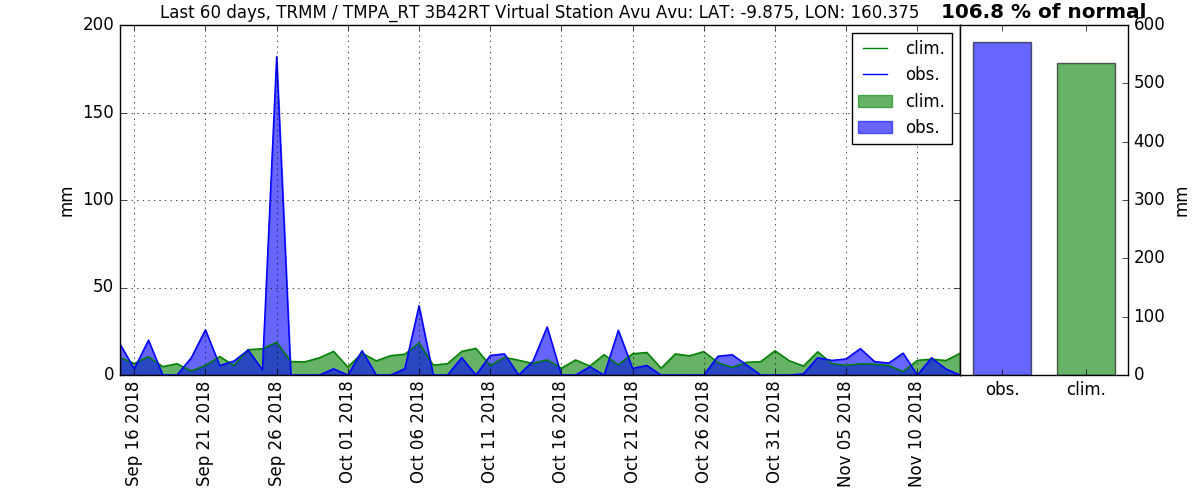 Last 60 days, TRMM / TMPA_RT 3B42RT Virtual Station Avu Avu: LAT: -9.875, LON: 160.375
106.8 % of normal
200
150
100
50
0
mm
clim.
obs.
clim.
obs.
600
500
400
300
200
100
0
mm
obs.
clim.
Sep 16 2018
Sep 21 2018
Sep 26 2018
Oct 01 2018
Oct 06 2018
Oct 11 2018
Oct 16 2018
Oct 21 2018
Oct 26 2018
Oct 31 2018
Nov 05 2018
Nov 10 2018